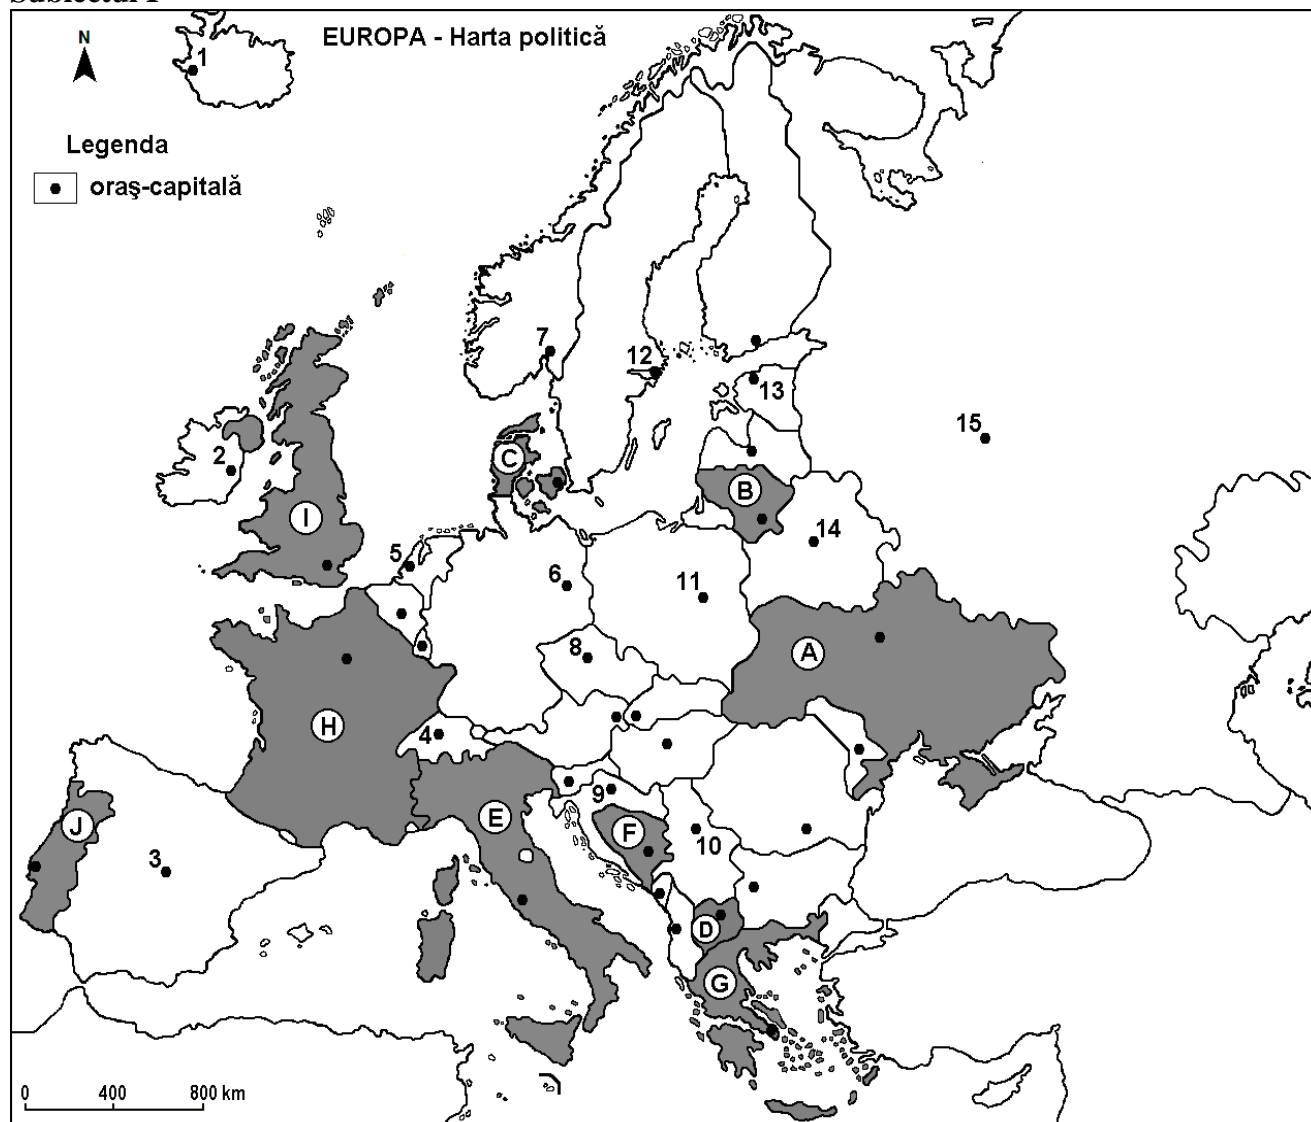 Subiectul I
N
EUROPA - Harta politică
1
Legenda
oraş-capitală
7
12
13
15
2
C
B
I
14
5
6
11
8
A
H
4
9
E
F
10
J
3
D
G
0 400 800 km